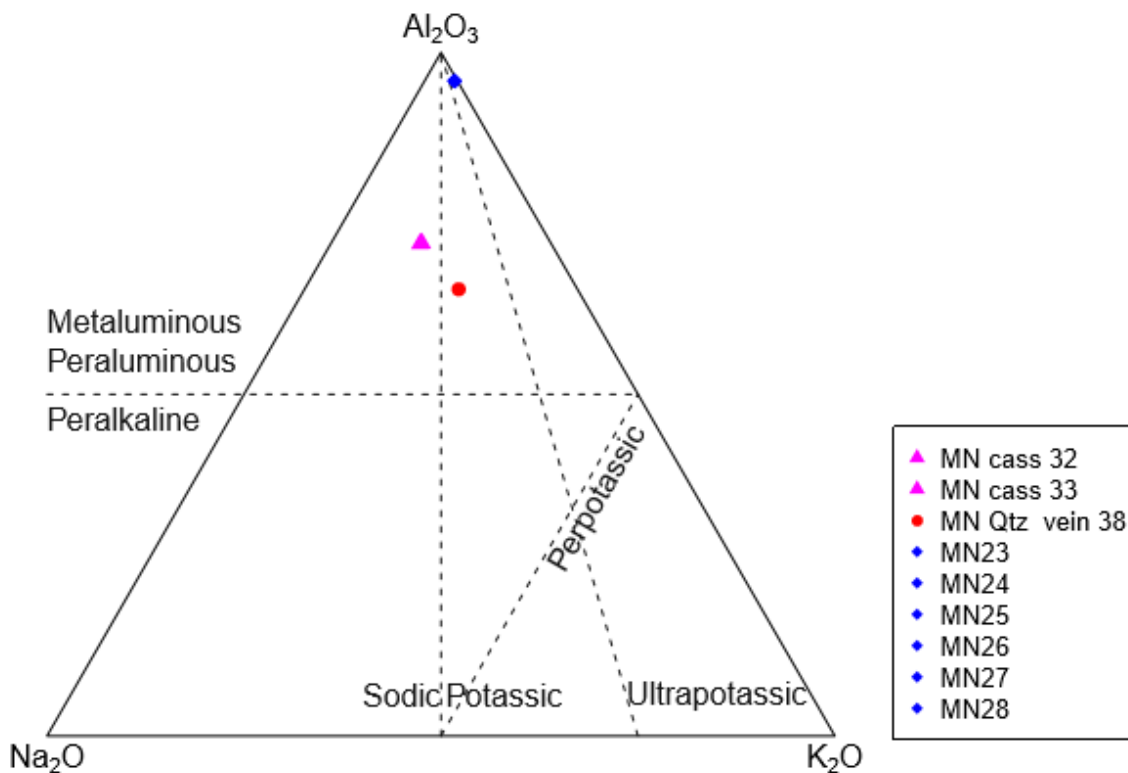 Al₂O₃
Metaluminous
Peraluminous
Peralkaline
Perpotassic
Sodic
Potassic
Ultrapotassic
Na₂O
K₂O
MN cass 32
MN cass 33
MN Qtz vein 38
MN23
MN24
MN25
MN26
MN27
MN28